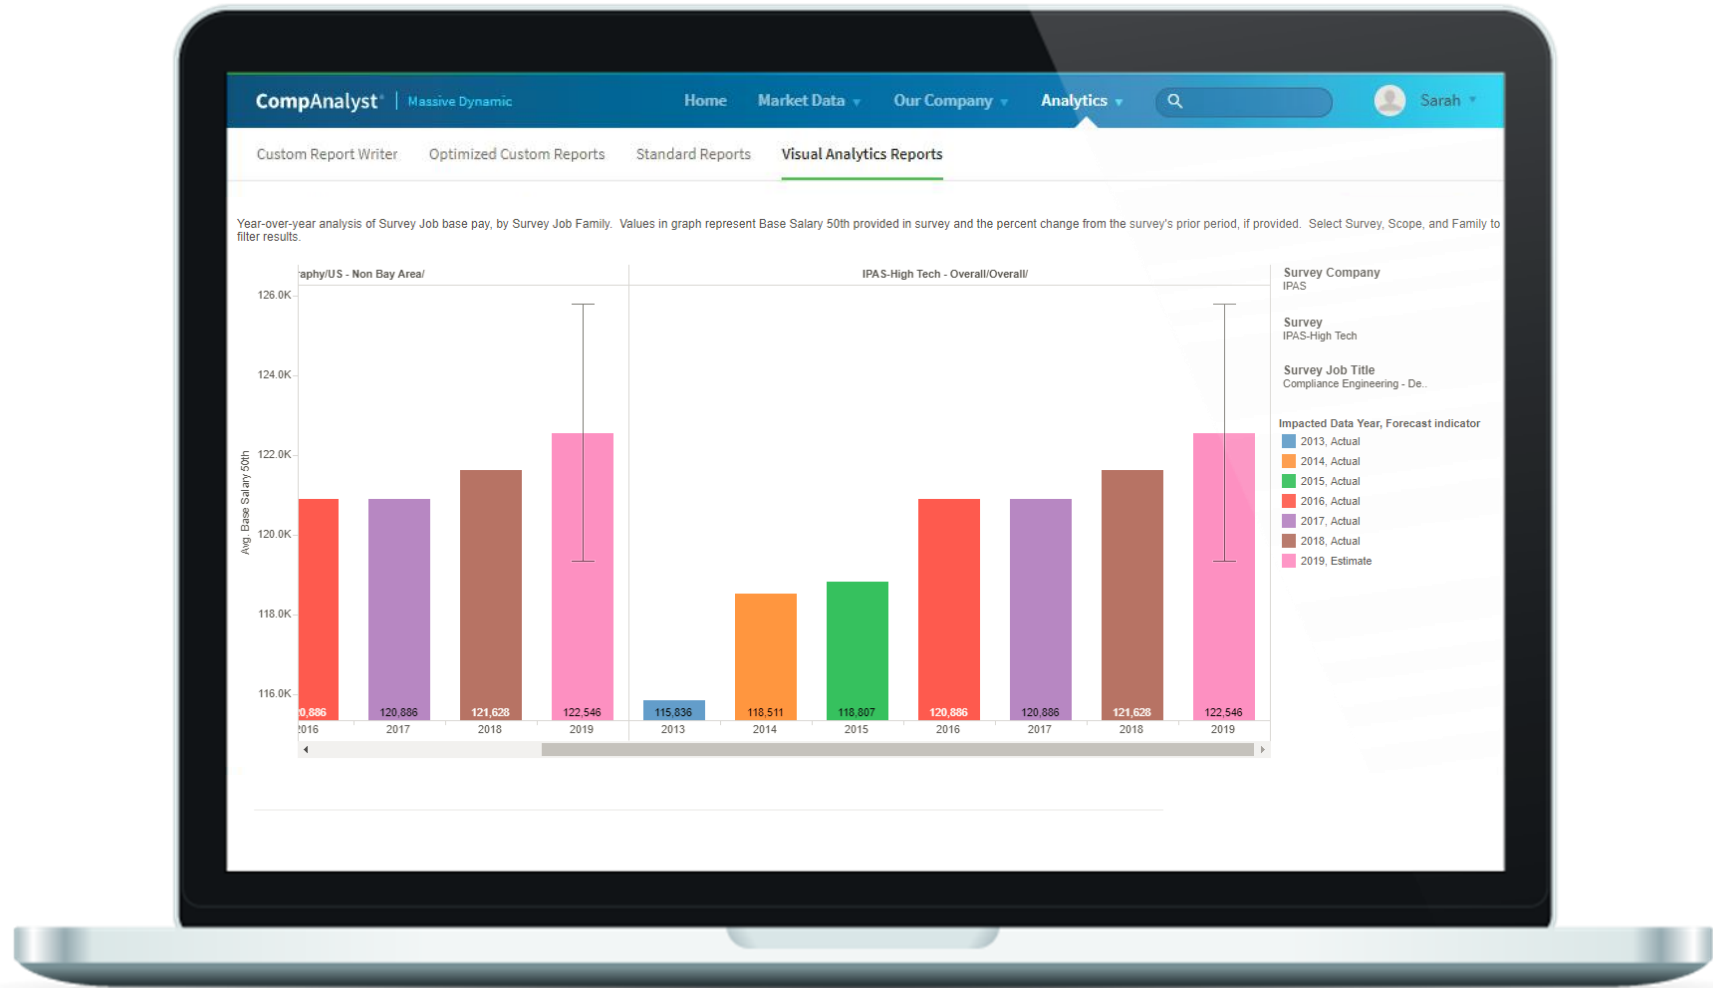 CompAnalyst® | Massive Dynamic
Home
Market Data
Our Company
Analytics
Sarah
Custom Report Writer
Optimized Custom Reports
Standard Reports
Visual Analytics Reports
Year-over-year analysis of Survey Job base pay, by Survey Job Family.  Values in graph represent Base Salary 50th provided in survey and the percent change from the survey's prior period, if provided.  Select Survey, Scope, and Family to
filter results.
raphy/US - Non Bay Area/
IPAS-High Tech - Overall/Overall/
Avg. Base Salary 50th
126.0K
124.0K
122.0K
120.0K
118.0K
116.0K
20,886
120,886
121,628
122,546
115,836
118,511
118,807
120,886
120,886
121,628
122,546
2016
2017
2018
2019
2013
2014
2015
2016
2017
2018
2019
Survey Company
IPAS
Survey
IPAS-High Tech
Survey Job Title
Compliance Engineering - De..
Impacted Data Year, Forecast indicator
2013, Actual
2014, Actual
2015, Actual
2016, Actual
2017, Actual
2018, Actual
2019, Estimate